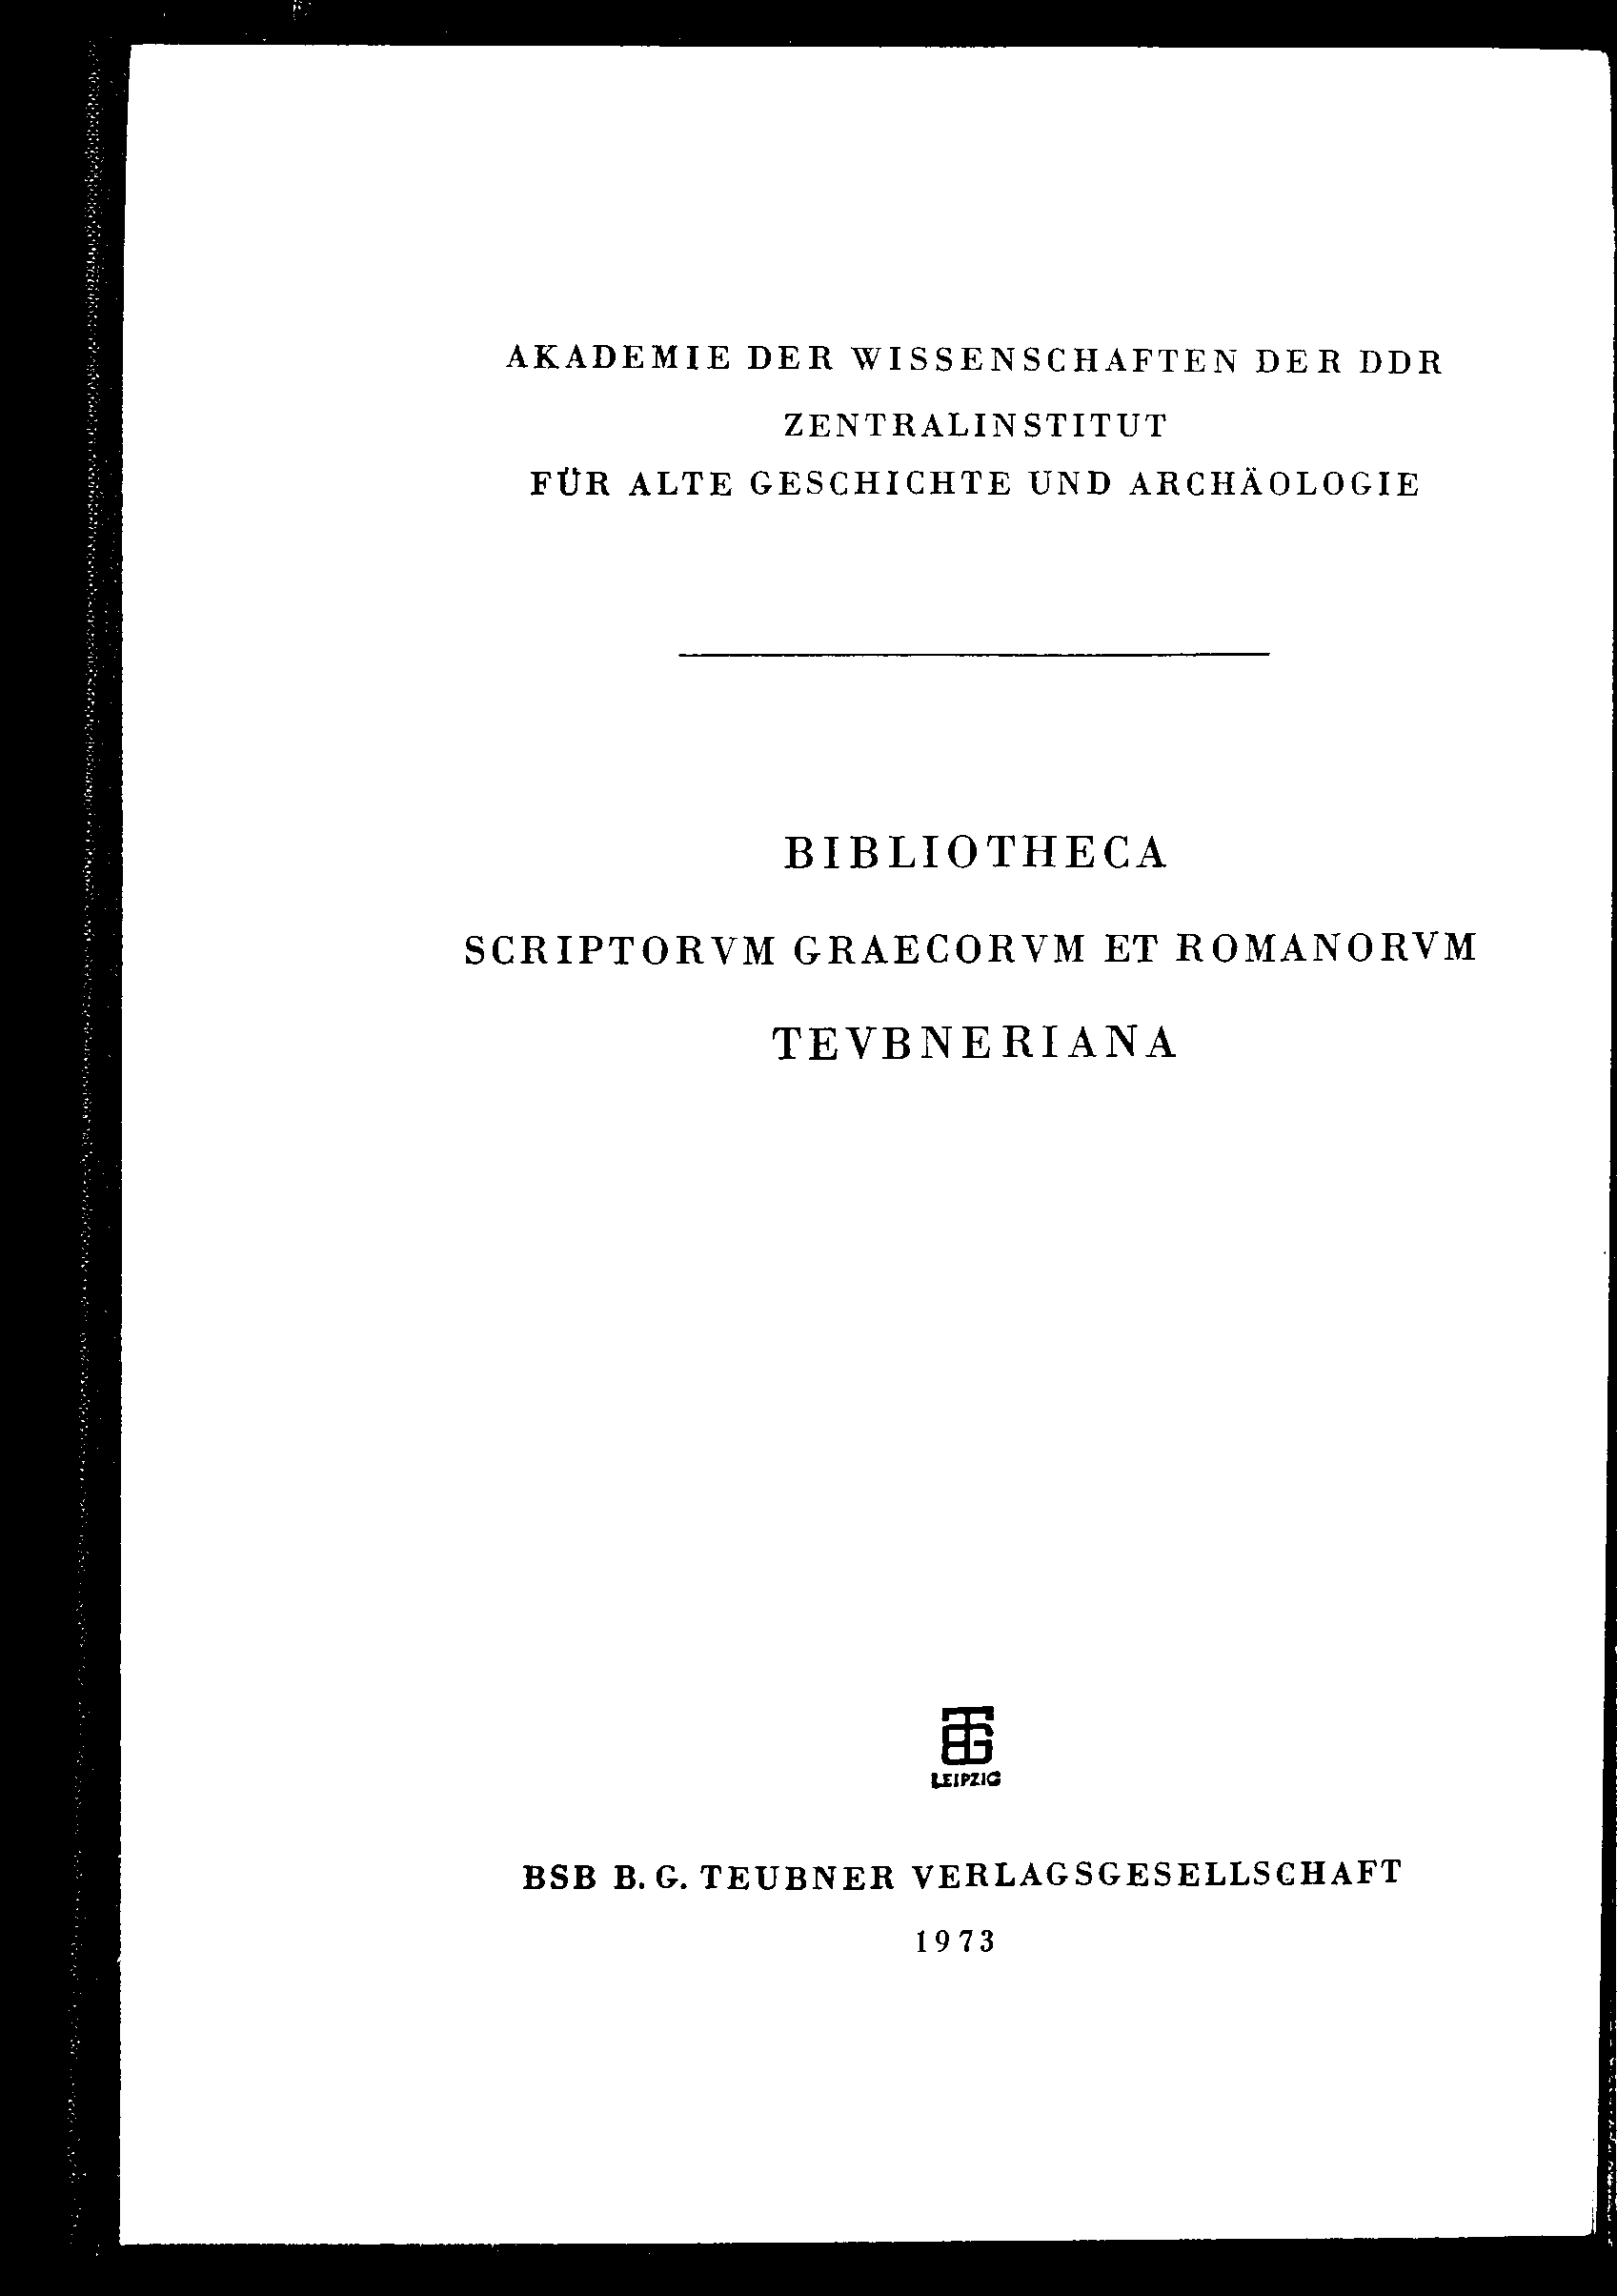 AKADEMIE DER WISSENSCHAFTEN DER DDR
ZENTRALINSTITUT
FÜR ALTE GESCHICHTE UND ARCHÄOLOGIE
BIBLIOTHECA
SCRIPTORVM GRAECORVM ET ROMANORVM
TEVBNERIANA
LEIPZIG
BSB B. G. TEUBNER VERLAGSGESELLSCHAFT
1973